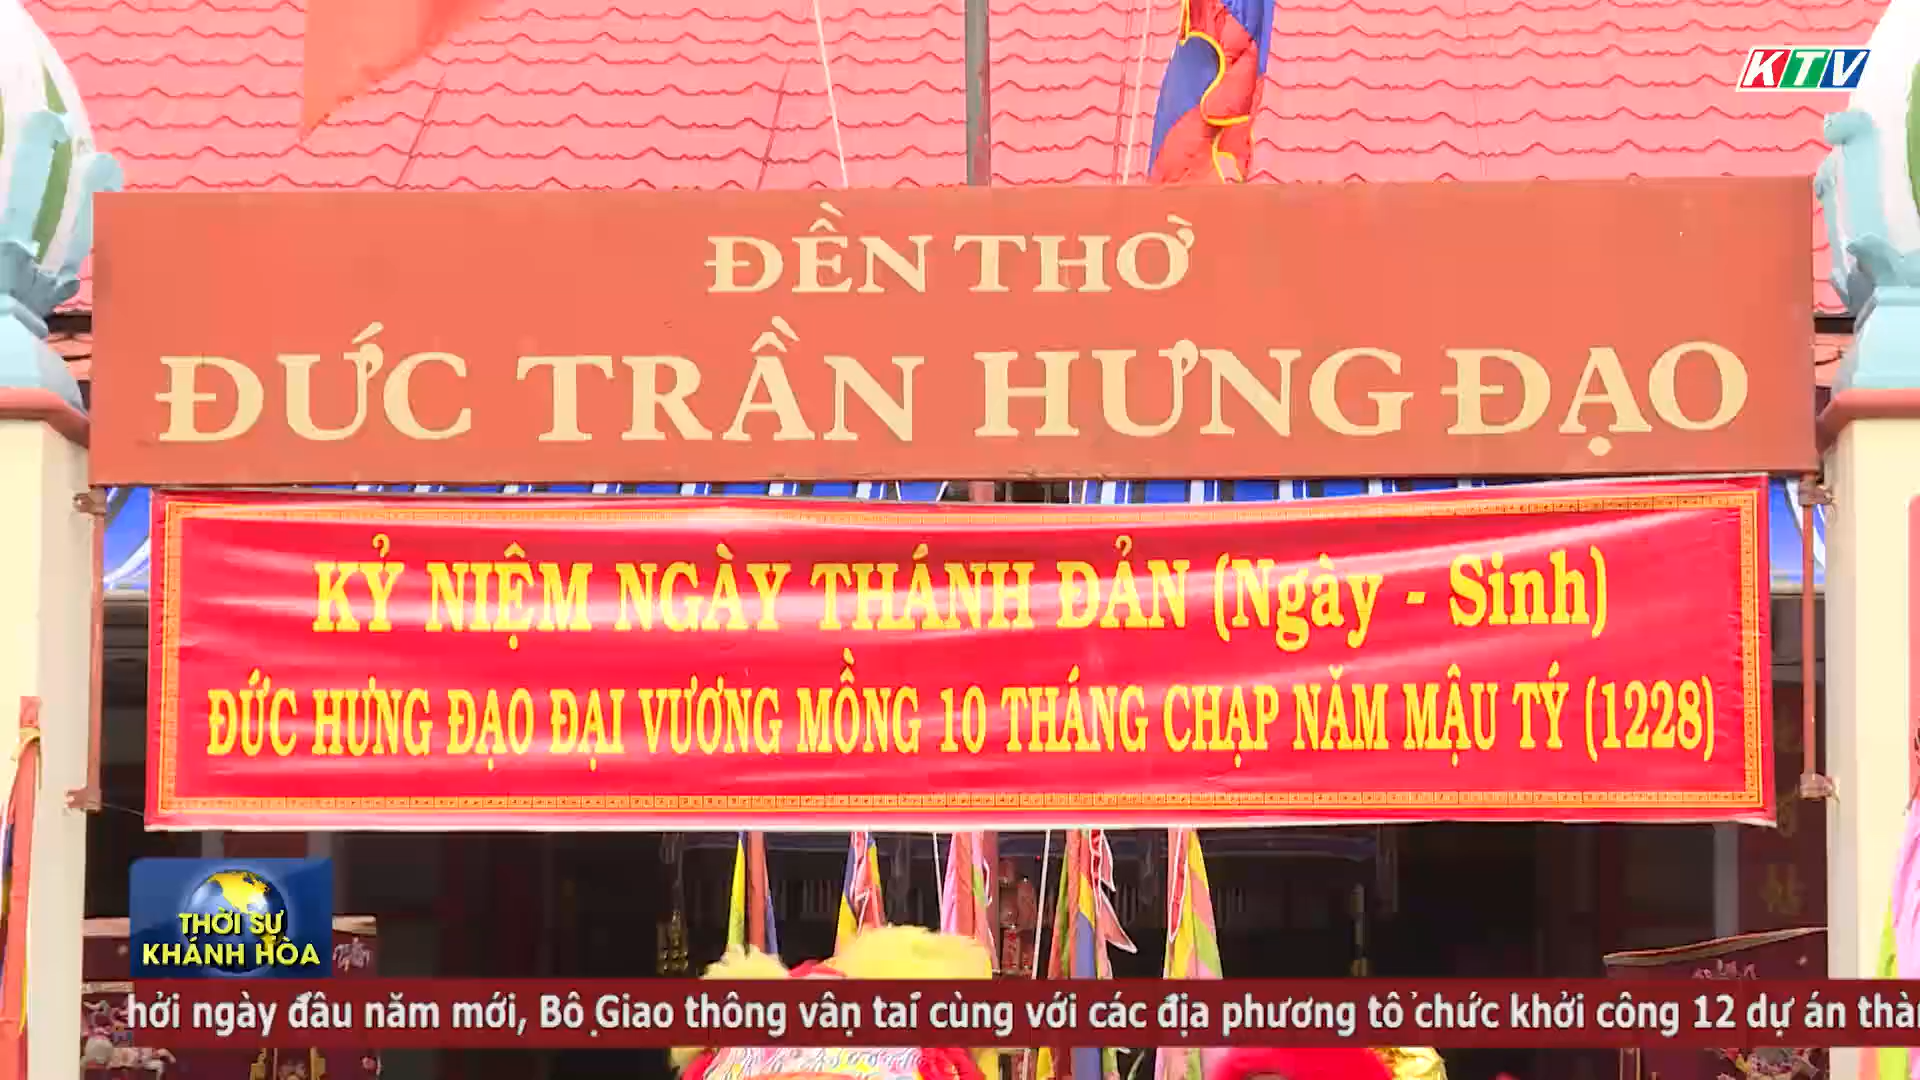 KTV
ĐỀN THỜ
ĐỨC TRẦN HƯNG ĐẠO
KỶ NIỆM NGÀY THÁNH ĐẢN (Ngày - Sinh)
ĐỨC HƯNG ĐẠO ĐẠI VƯƠNG MỒNG 10 THÁNG CHẠP NĂM MẬU TÝ (1228)
THỜI SỰ
KHÁNH HÒA
ngày đầu năm mới, Bộ Giao thông vận tải cùng với các địa phương tổ chức khởi công 12 dự án